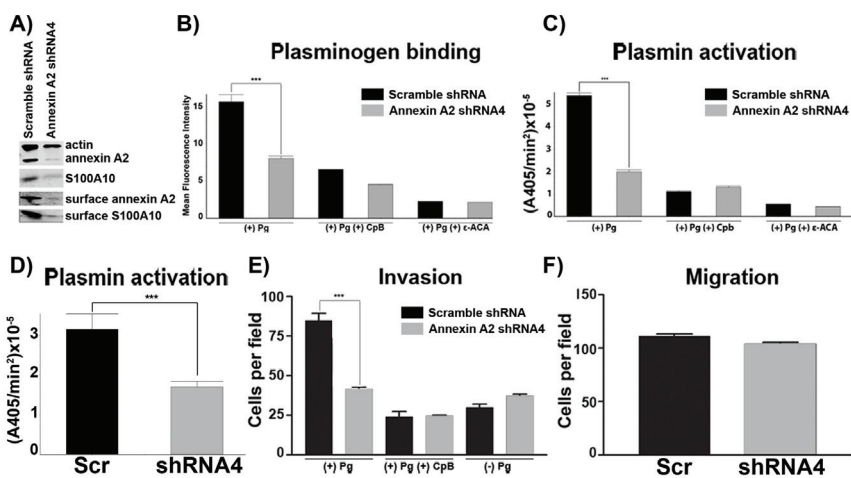 A)
Scramble shRNA
Annexin A2 shRNA4
actin
annexin A2
S100A10
surface annexin A2
surface S100A10
B)
Plasminogen binding
***
Scramble shRNA
Annexin A2 shRNA4
Mean Fluorescence Intensity
15
10
5
0
(+) Pg
(+) Pg (+) CpB
(+) Pg (+) ε-ACA
C)
Plasmin activation
***
Scramble shRNA
Annexin A2 shRNA4
(A405/min²)x10⁻⁵
5
4
3
2
1
0
(+) Pg
(+) Pg (+) Cpb
(+) Pg (+) ε-ACA
D)
Plasmin activation
***
(A405/min²)x10⁻⁵
3
2
1
0
Scr
shRNA4
E)
Invasion
***
Scramble shRNA
Annexin A2 shRNA4
Cells per field
100
75
50
25
0
(+) Pg
(+) Pg (+) CpB
(-) Pg
F)
Migration
Cells per field
150
100
50
0
Scr
shRNA4